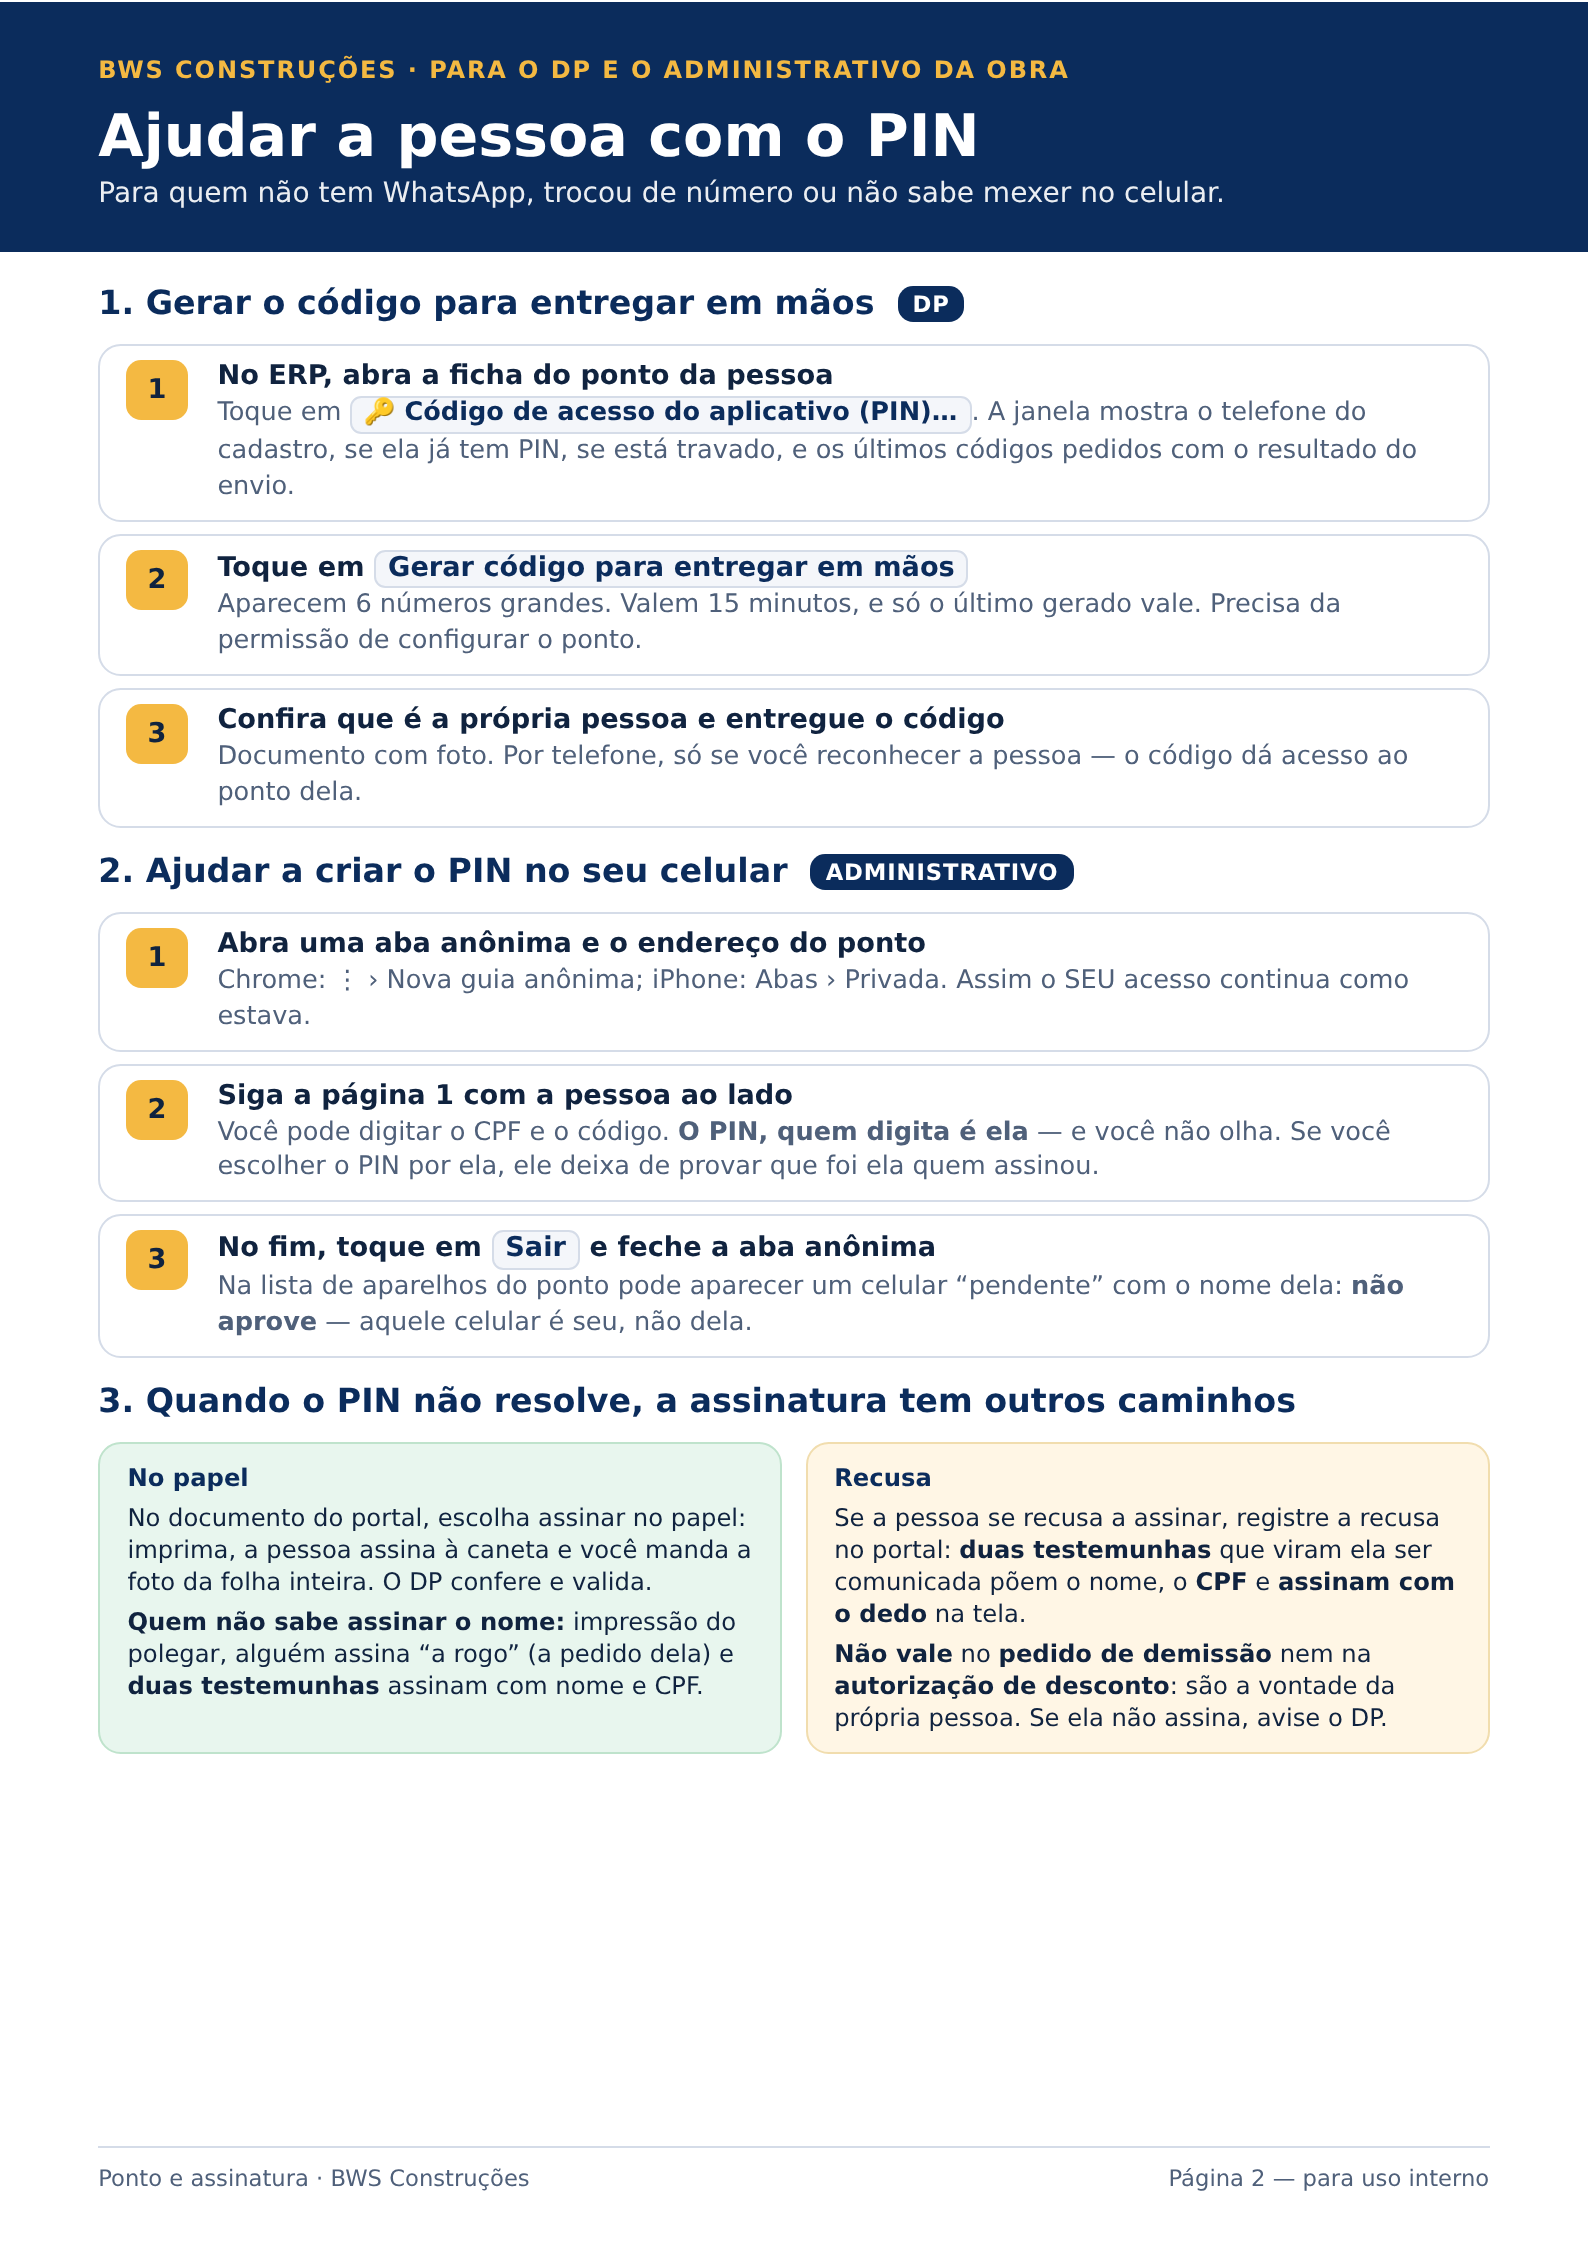 BWS CONSTRUÇÕES · PARA O DP E O ADMINISTRATIVO DA OBRA
Ajudar a pessoa com o PIN
Para quem não tem WhatsApp, trocou de número ou não sabe mexer no celular.
1. Gerar o código para entregar em mãos DP
1
No ERP, abra a ficha do ponto da pessoa
Toque em 🔑 Código de acesso do aplicativo (PIN)… . A janela mostra o telefone do
cadastro, se ela já tem PIN, se está travado, e os últimos códigos pedidos com o resultado do
envio.
2
Toque em Gerar código para entregar em mãos
Aparecem 6 números grandes. Valem 15 minutos, e só o último gerado vale. Precisa da
permissão de configurar o ponto.
3
Confira que é a própria pessoa e entregue o código
Documento com foto. Por telefone, só se você reconhecer a pessoa — o código dá acesso ao
ponto dela.
2. Ajudar a criar o PIN no seu celular ADMINISTRATIVO
1
Abra uma aba anônima e o endereço do ponto
Chrome: ⋮ › Nova guia anônima; iPhone: Abas › Privada. Assim o SEU acesso continua como
estava.
2
Siga a página 1 com a pessoa ao lado
Você pode digitar o CPF e o código. O PIN, quem digita é ela — e você não olha. Se você
escolher o PIN por ela, ele deixa de provar que foi ela quem assinou.
3
No fim, toque em Sair e feche a aba anônima
Na lista de aparelhos do ponto pode aparecer um celular “pendente” com o nome dela: não
aprove — aquele celular é seu, não dela.
3. Quando o PIN não resolve, a assinatura tem outros caminhos
No papel
No documento do portal, escolha assinar no papel:
imprima, a pessoa assina à caneta e você manda a
foto da folha inteira. O DP confere e valida.
Quem não sabe assinar o nome: impressão do
polegar, alguém assina “a rogo” (a pedido dela) e
duas testemunhas assinam com nome e CPF.
Recusa
Se a pessoa se recusa a assinar, registre a recusa
no portal: duas testemunhas que viram ela ser
comunicada põem o nome, o CPF e assinam com
o dedo na tela.
Não vale no pedido de demissão nem na
autorização de desconto: são a vontade da
própria pessoa. Se ela não assina, avise o DP.
Ponto e assinatura · BWS Construções
Página 2 — para uso interno